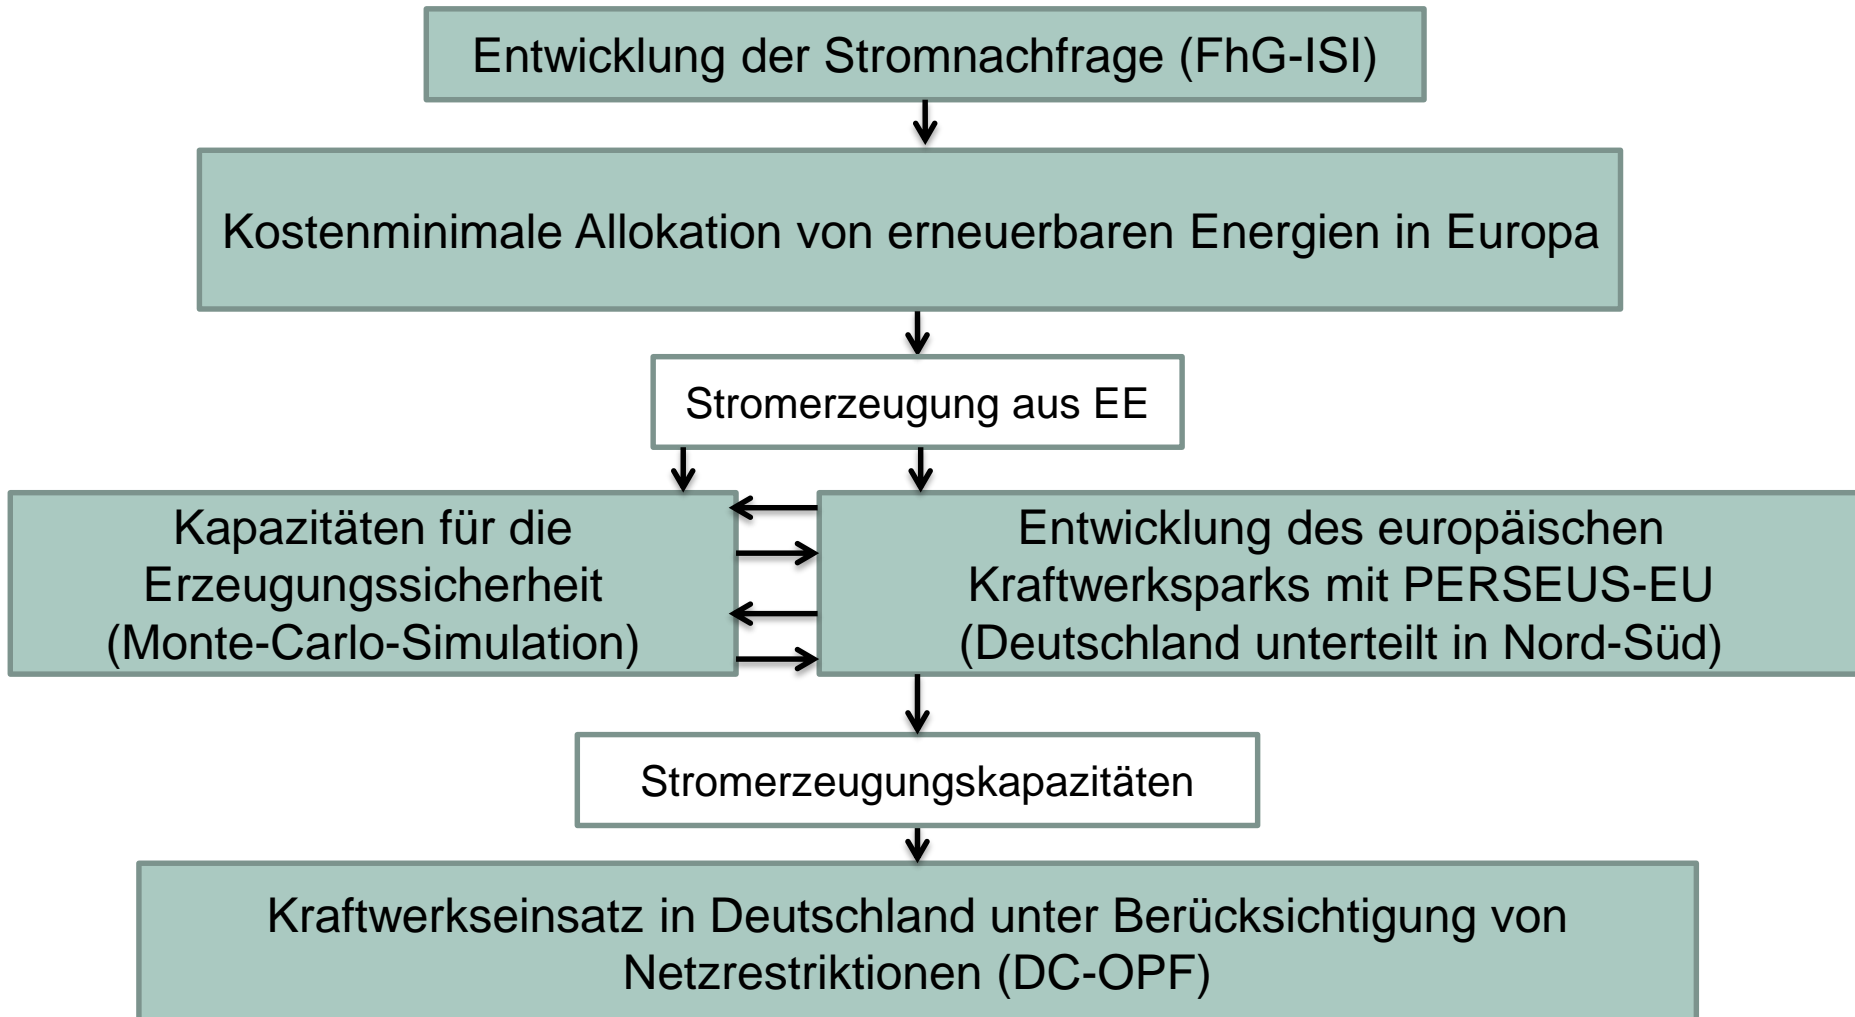 Entwicklung der Stromnachfrage (FhG-ISI)
Kostenminimale Allokation von erneuerbaren Energien in Europa
Stromerzeugung aus EE
Kapazitäten für die
Erzeugungssicherheit
(Monte-Carlo-Simulation)
Entwicklung des europäischen
Kraftwerksparks mit PERSEUS-EU
(Deutschland unterteilt in Nord-Süd)
Stromerzeugungskapazitäten
Kraftwerkseinsatz in Deutschland unter Berücksichtigung von
Netzrestriktionen (DC-OPF)